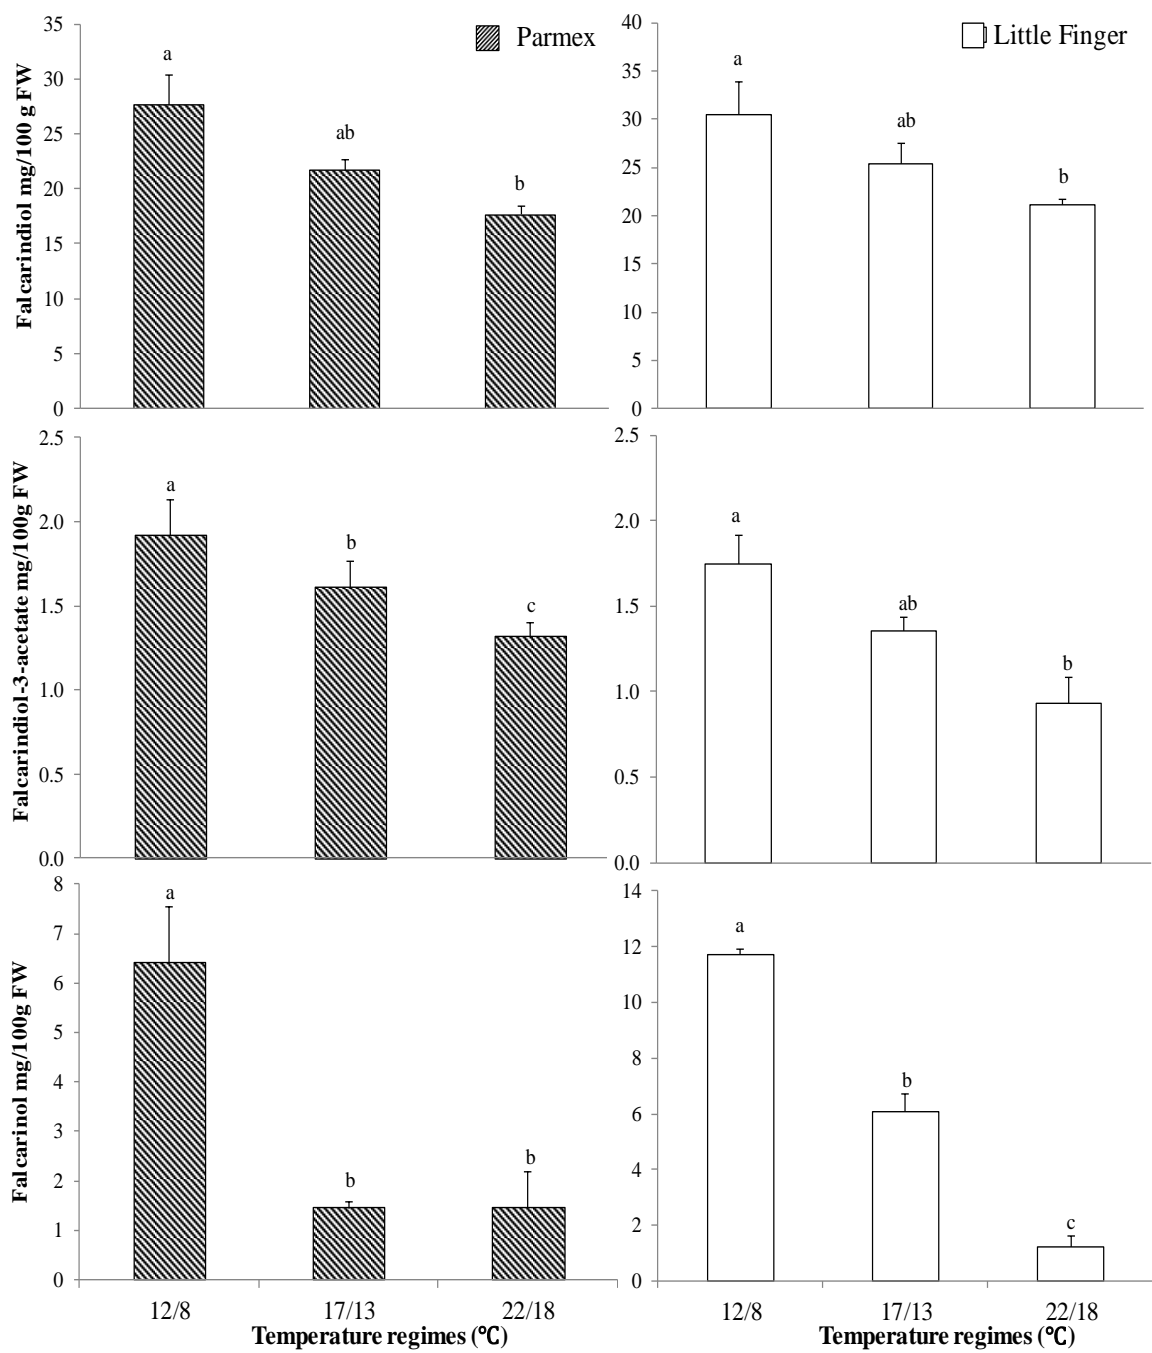 Parmex
Falcarindiol mg/100 g FW
35
30
25
20
15
10
5
0
a
ab
b
Little Finger
40
35
30
25
20
15
10
5
0
a
ab
b
Falcarindiol-3-acetate mg/100g FW
2.5
2.0
1.5
1.0
0.5
0.0
a
b
c
2.5
2.0
1.5
1.0
0.5
0.0
a
ab
b
Falcarinol mg/100g FW
8
7
6
5
4
3
2
1
0
a
b
b
12/8 17/13 22/18
Temperature regimes (℃)
14
12
10
8
6
4
2
0
a
b
c
12/8 17/13 22/18
Temperature regimes (℃)